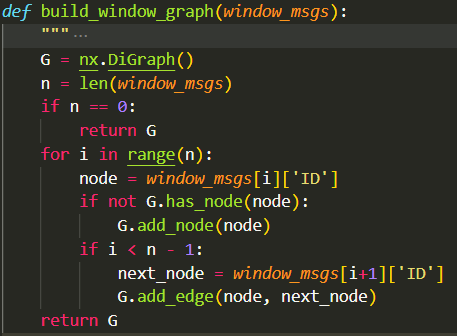 def build_window_graph(window_msgs):
    """ ...
    G = nx.DiGraph()
    n = len(window_msgs)
    if n == 0:
        return G
    for i in range(n):
        node = window_msgs[i]['ID']
        if not G.has_node(node):
            G.add_node(node)
        if i < n - 1:
            next_node = window_msgs[i+1]['ID']
            G.add_edge(node, next_node)
    return G